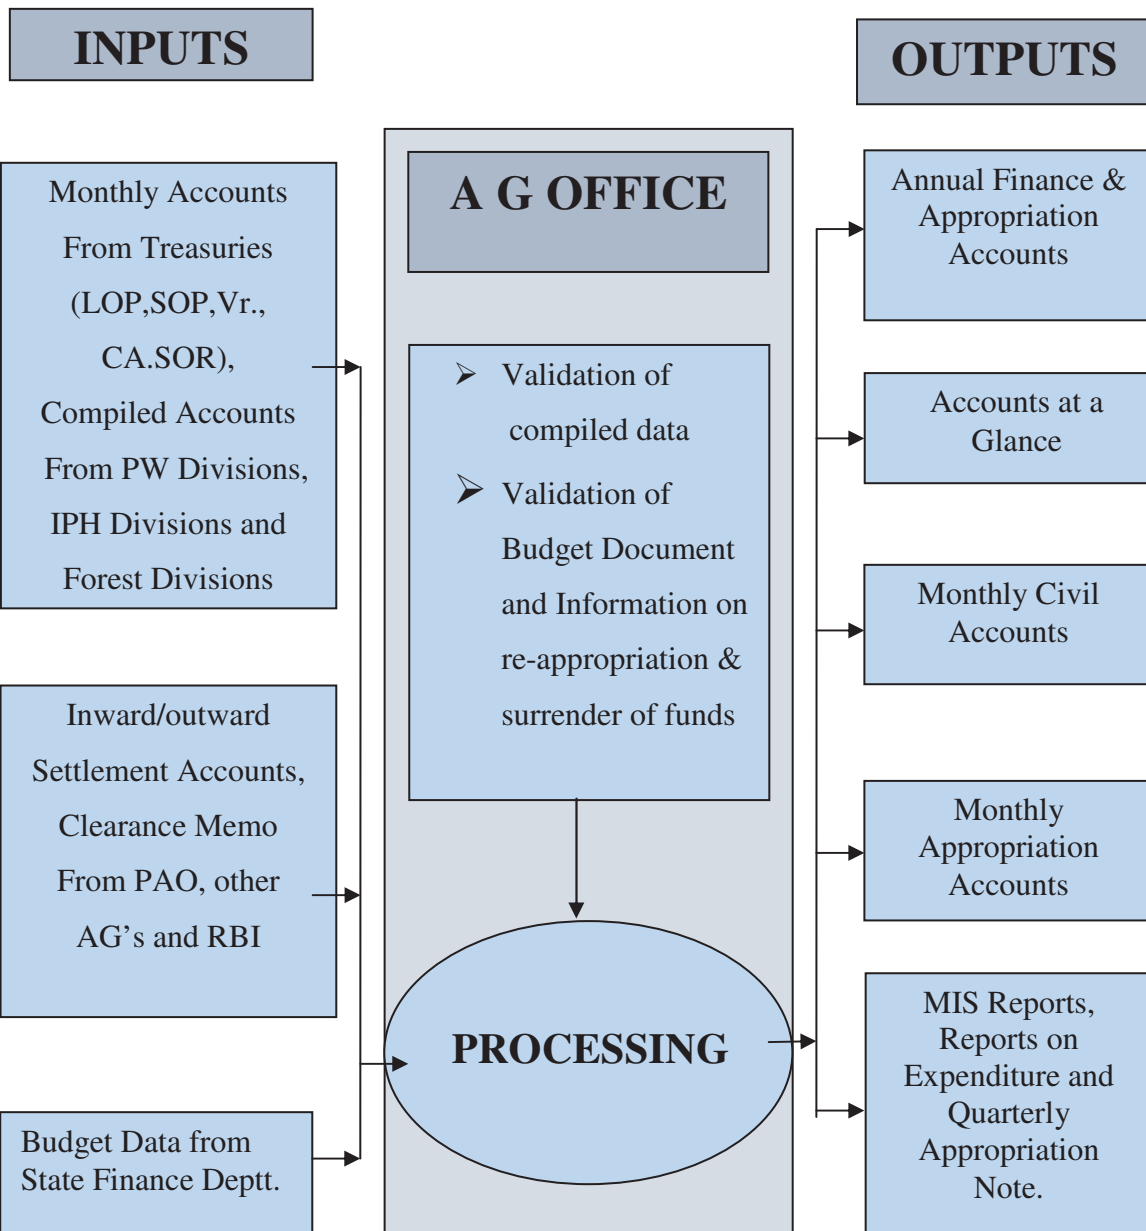 INPUTS
Monthly Accounts
From Treasuries
(LOP,SOP,Vr.,
CA.SOR),
Compiled Accounts
From PW Divisions,
IPH Divisions and
Forest Divisions
Inward/outward
Settlement Accounts,
Clearance Memo
From PAO, other
AG’s and RBI
Budget Data from
State Finance Deptt.
A G OFFICE
➢ Validation of
compiled data
➢ Validation of
Budget Document
and Information on
re-appropriation &
surrender of funds
PROCESSING
OUTPUTS
Annual Finance &
Appropriation
Accounts
Accounts at a
Glance
Monthly Civil
Accounts
Monthly
Appropriation
Accounts
MIS Reports,
Reports on
Expenditure and
Quarterly
Appropriation
Note.